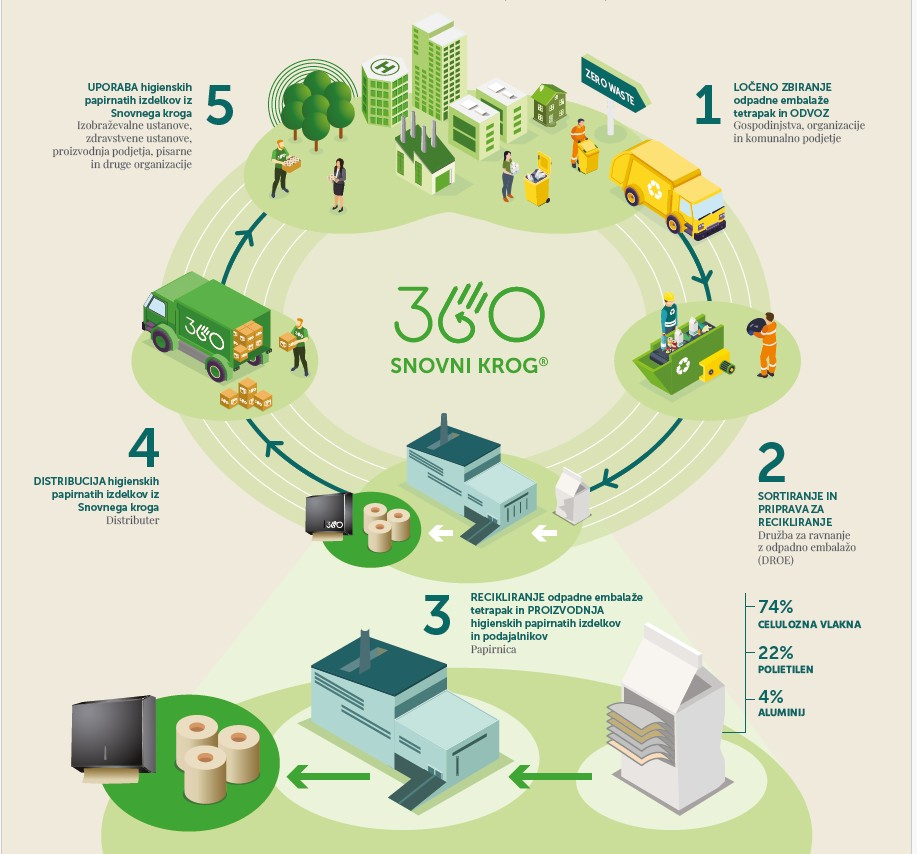 ZERO WASTE
1
LOČENO ZBIRANJE
odpadne embalaže
tetrapak in ODVOZ
Gospodinjstva, organizacije
in komunalno podjetje
5
UPORABA higienskih
papirnatih izdelkov iz
Snovnega kroga
Izobraževalne ustanove,
zdravstvene ustanove,
proizvodnja podjetja, pisarne
in druge organizacije
H
360
SNOVNI KROG®
360
2
SORTIRANJE IN
PRIPRAVA ZA
RECIKLIRANJE
Družba za ravnanje
z odpadno embalažo
(DROE)
4
DISTRIBUCIJA higienskih
papirnatih izdelkov iz
Snovnega kroga
Distributer
360
3
RECIKLIRANJE odpadne embalaže
tetrapak in PROIZVODNJA
higienskih papirnatih izdelkov
in podajalnikov
Papirnica
74%
CELULOZNA VLAKNA
22%
POLIETILEN
4%
ALUMINIJ